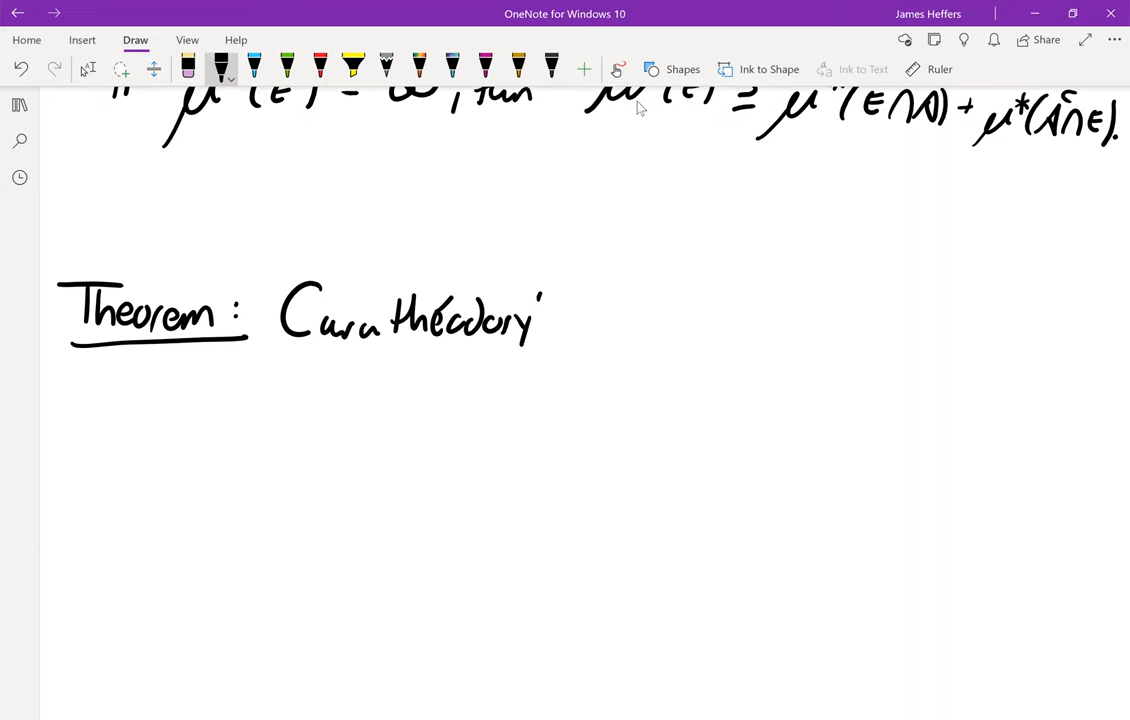 OneNote for Windows 10
James Heffers
Home Insert Draw View Help
Share
Shapes Ink to Shape Ink to Text Ruler
μ*(E) = ∞, then μ*(E) ≥ μ*(E∩A) + μ*(Aᶜ∩E).
Theorem: Carathéodory'